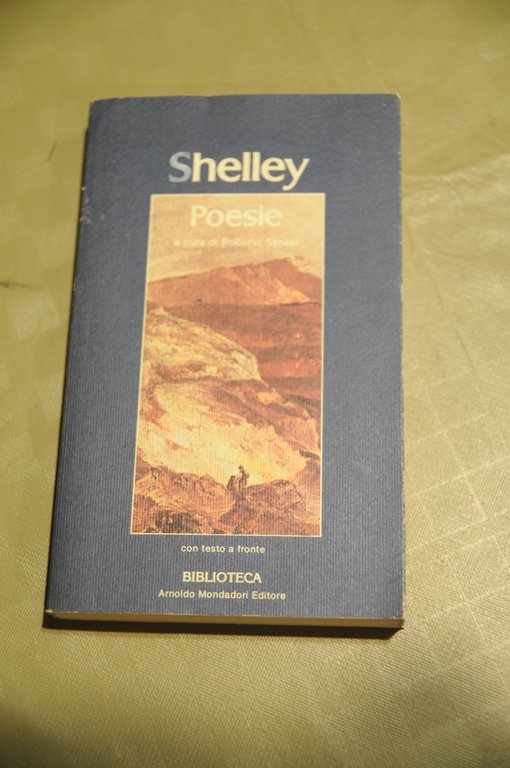 Shelley
Poesie
a cura di Roberto Sanesi
con testo a fronte
BIBLIOTECA
Arnoldo Mondadori Editore